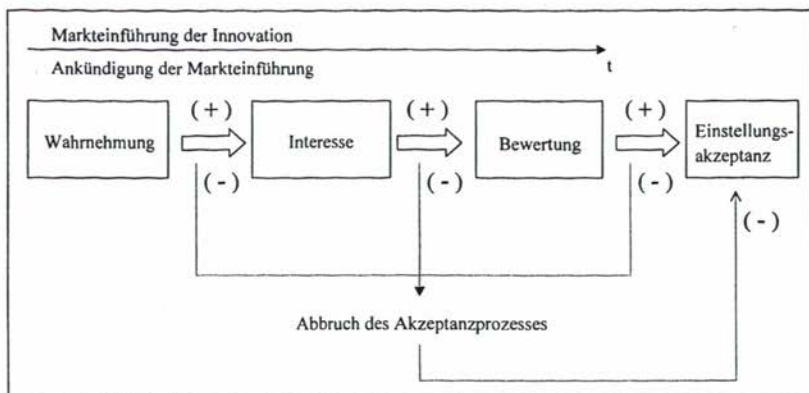 Markteinführung der Innovation
Ankündigung der Markteinführung
t
(+)
(+)
(+)
Wahrnehmung
Interesse
Bewertung
Einstellungs-
akzeptanz
(-)
(-)
(-)
(-)
Abbruch des Akzeptanzprozesses